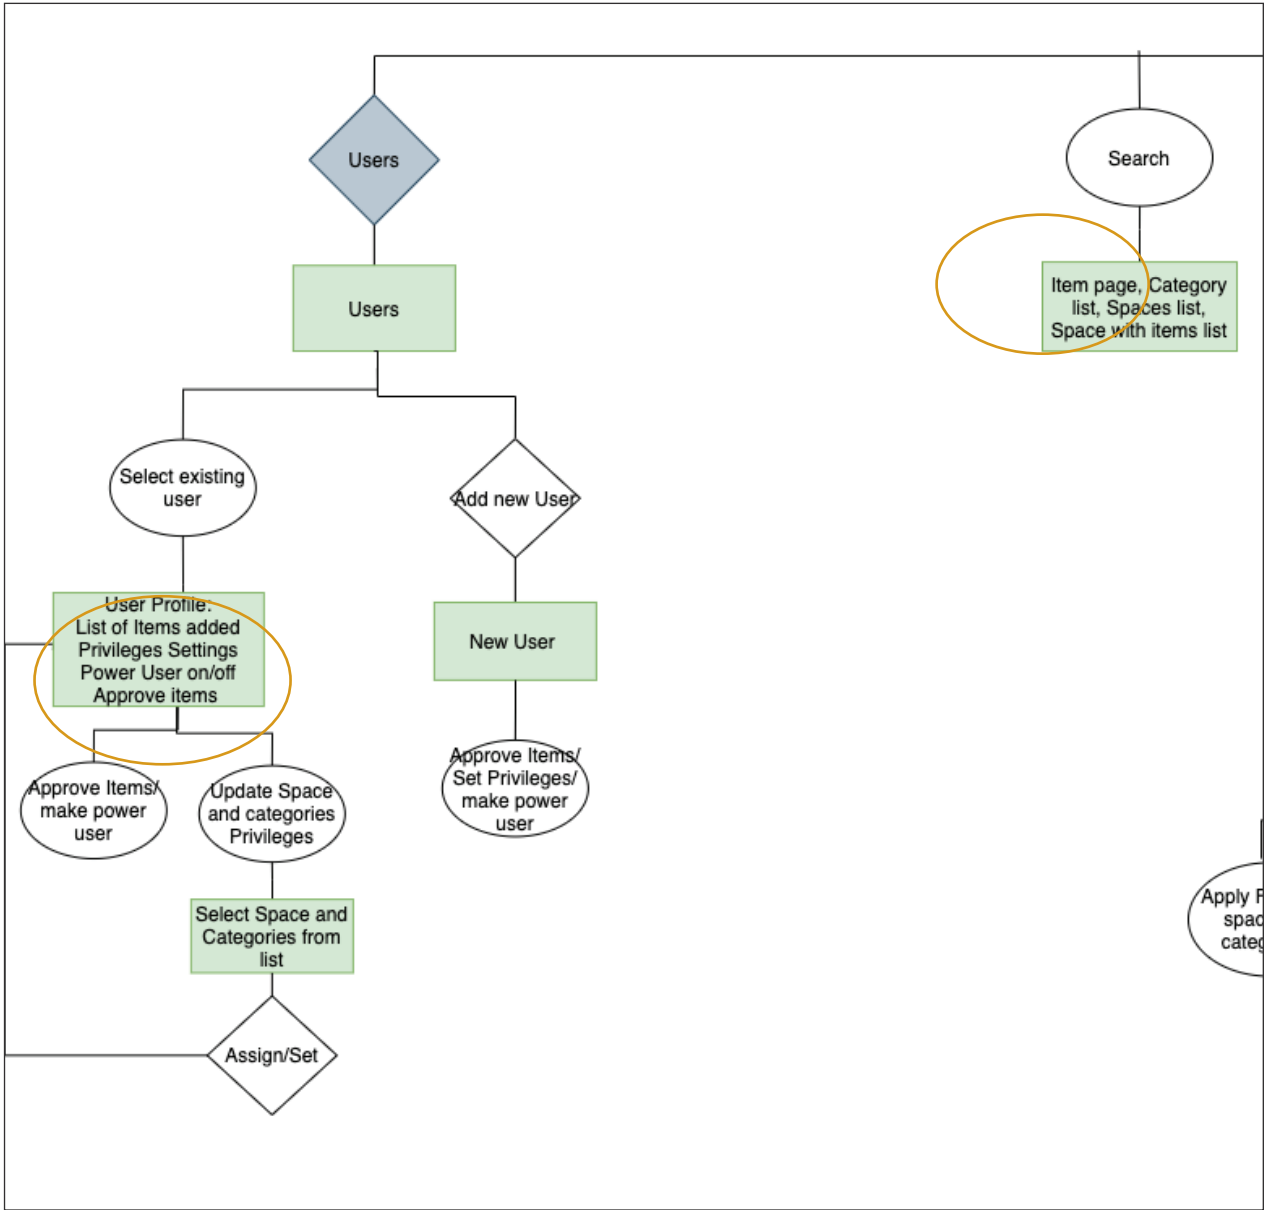 Users
Search
Users
Item page, Category
list, Spaces list,
Space with items list
Select existing
user
Add new User
User Profile:
List of Items added
Privileges Settings
Power User on/off
Approve items
New User
Approve Items/
make power
user
Update Space
and categories
Privileges
Approve Items/
Set Privileges/
make power
user
Select Space and
Categories from
list
Apply
Assign/Set